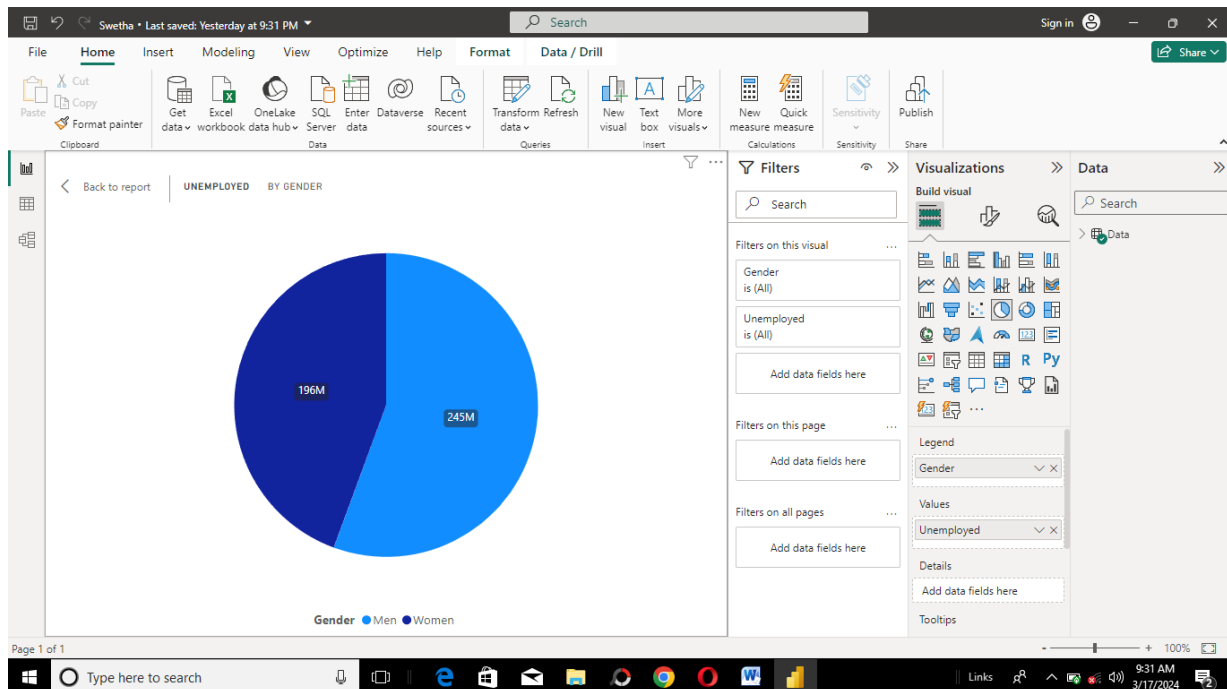 Swetha • Last saved: Yesterday at 9:31 PM
Search
Sign in
File Home Insert Modeling View Optimize Help Format Data / Drill
Share
Paste
Cut
Copy
Format painter
Clipboard
Get data
Excel workbook
OneLake data hub
SQL Server
Enter data
Dataverse
Recent sources
Data
Transform data
Refresh
Queries
New visual
Text box
More visuals
Insert
New measure
Quick measure
Calculations
Sensitivity
Sensitivity
Publish
Share
Back to report
UNEMPLOYED BY GENDER
196M
245M
Gender Men Women
Filters
Search
Filters on this visual
Gender
is (All)
Unemployed
is (All)
Add data fields here
Filters on this page
Add data fields here
Filters on all pages
Add data fields here
Visualizations
Build visual
123
R Py
Legend
Gender
Values
Unemployed
Details
Add data fields here
Tooltips
Data
Search
Data
Page 1 of 1
100%
Type here to search
Links
9:31 AM
3/17/2024
2